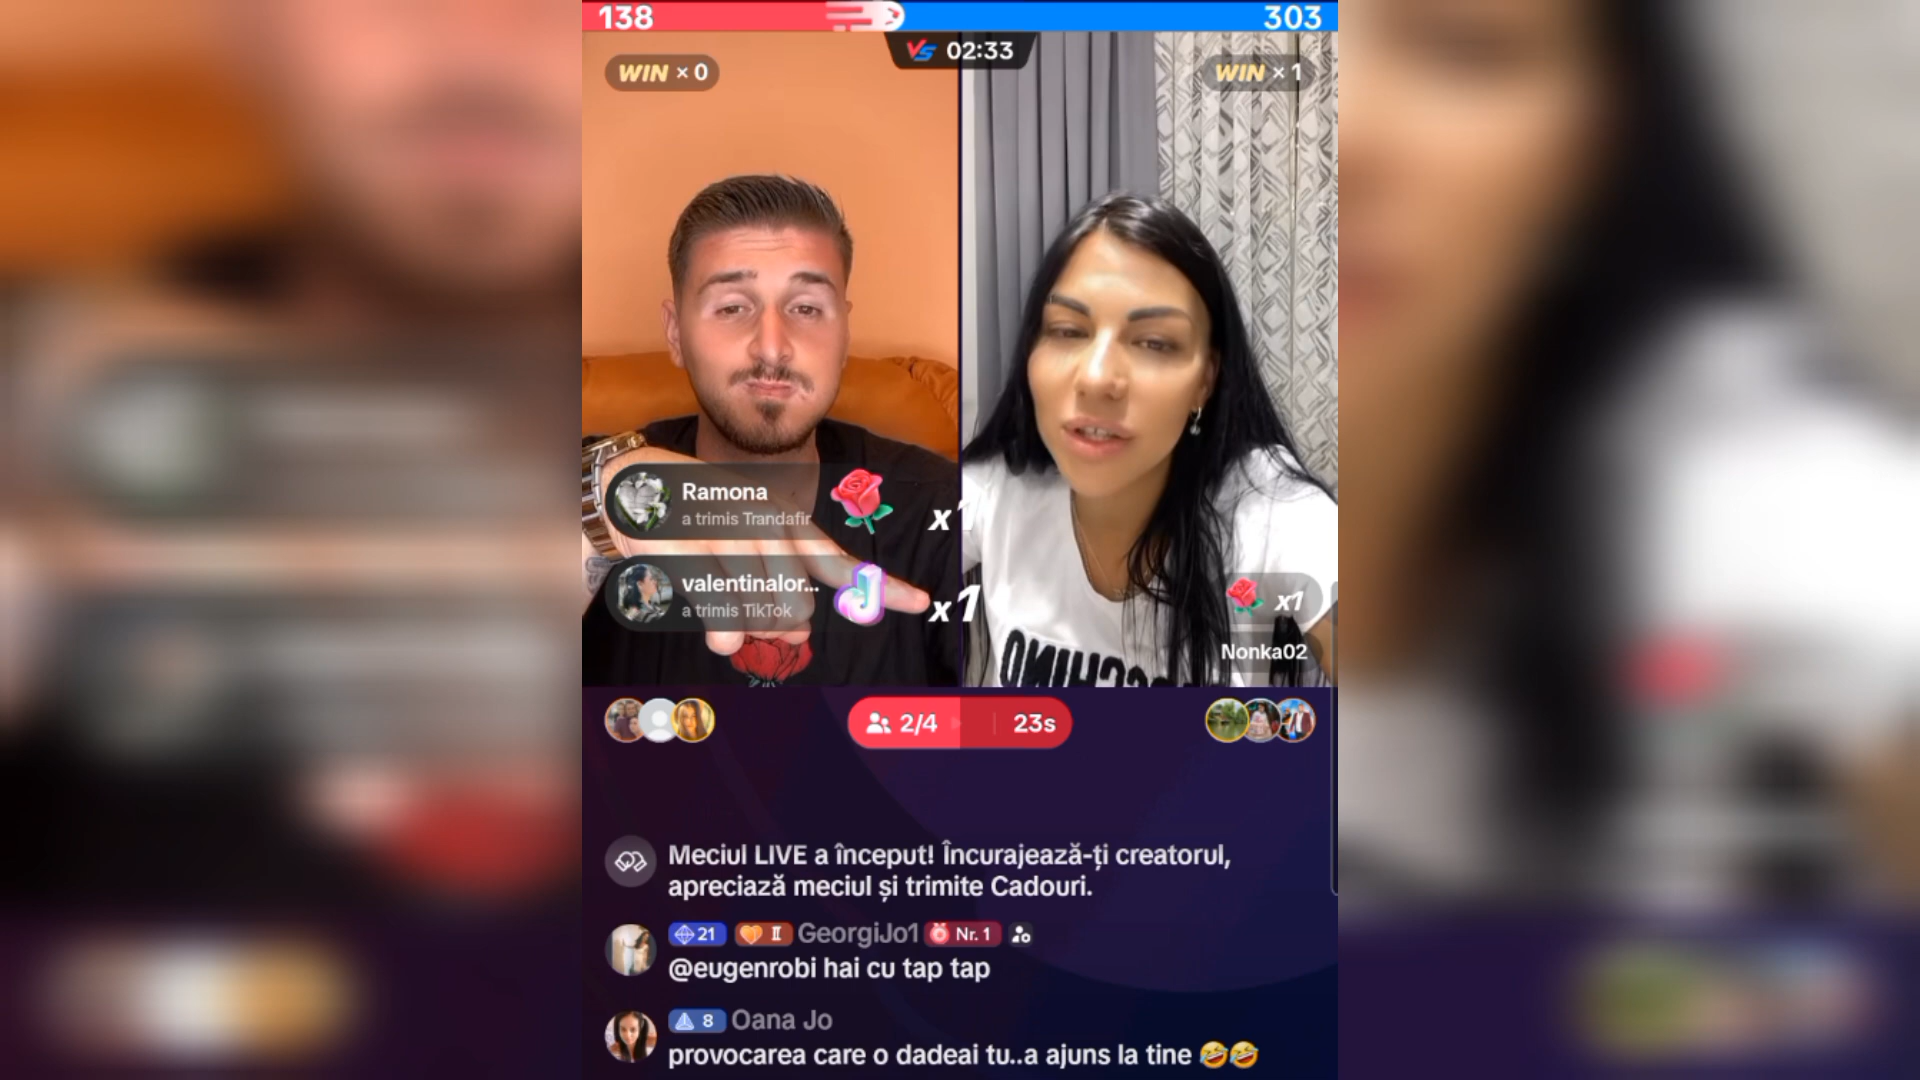 138
303
VS 02:33
WIN × 0
WIN × 1
Ramona
a trimis Trandafir
x1
valentinalor...
a trimis TikTok
x1
x1
Nonka02
2/4
23s
Meciul LIVE a început! Încurajează-ți creatorul,
apreciază meciul și trimite Cadouri.
21 II GeorgiJo1 Nr. 1
@eugenrobi hai cu tap tap
8 Oana Jo
provocarea care o dadeai tu..a ajuns la tine 🤣🤣